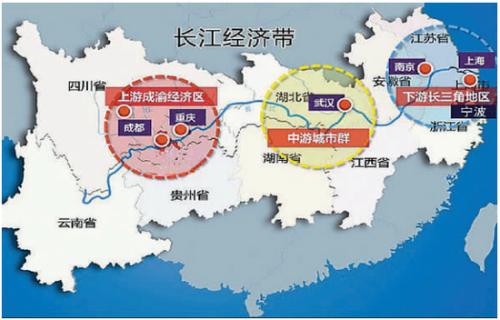 长江经济带
江苏省
上海
南京
四川省
安徽省
上游成渝经济区
湖北省
武汉
下游长三角地区
宁波
成都
重庆
中游城市群
浙江省
湖南省
江西省
贵州省
云南省